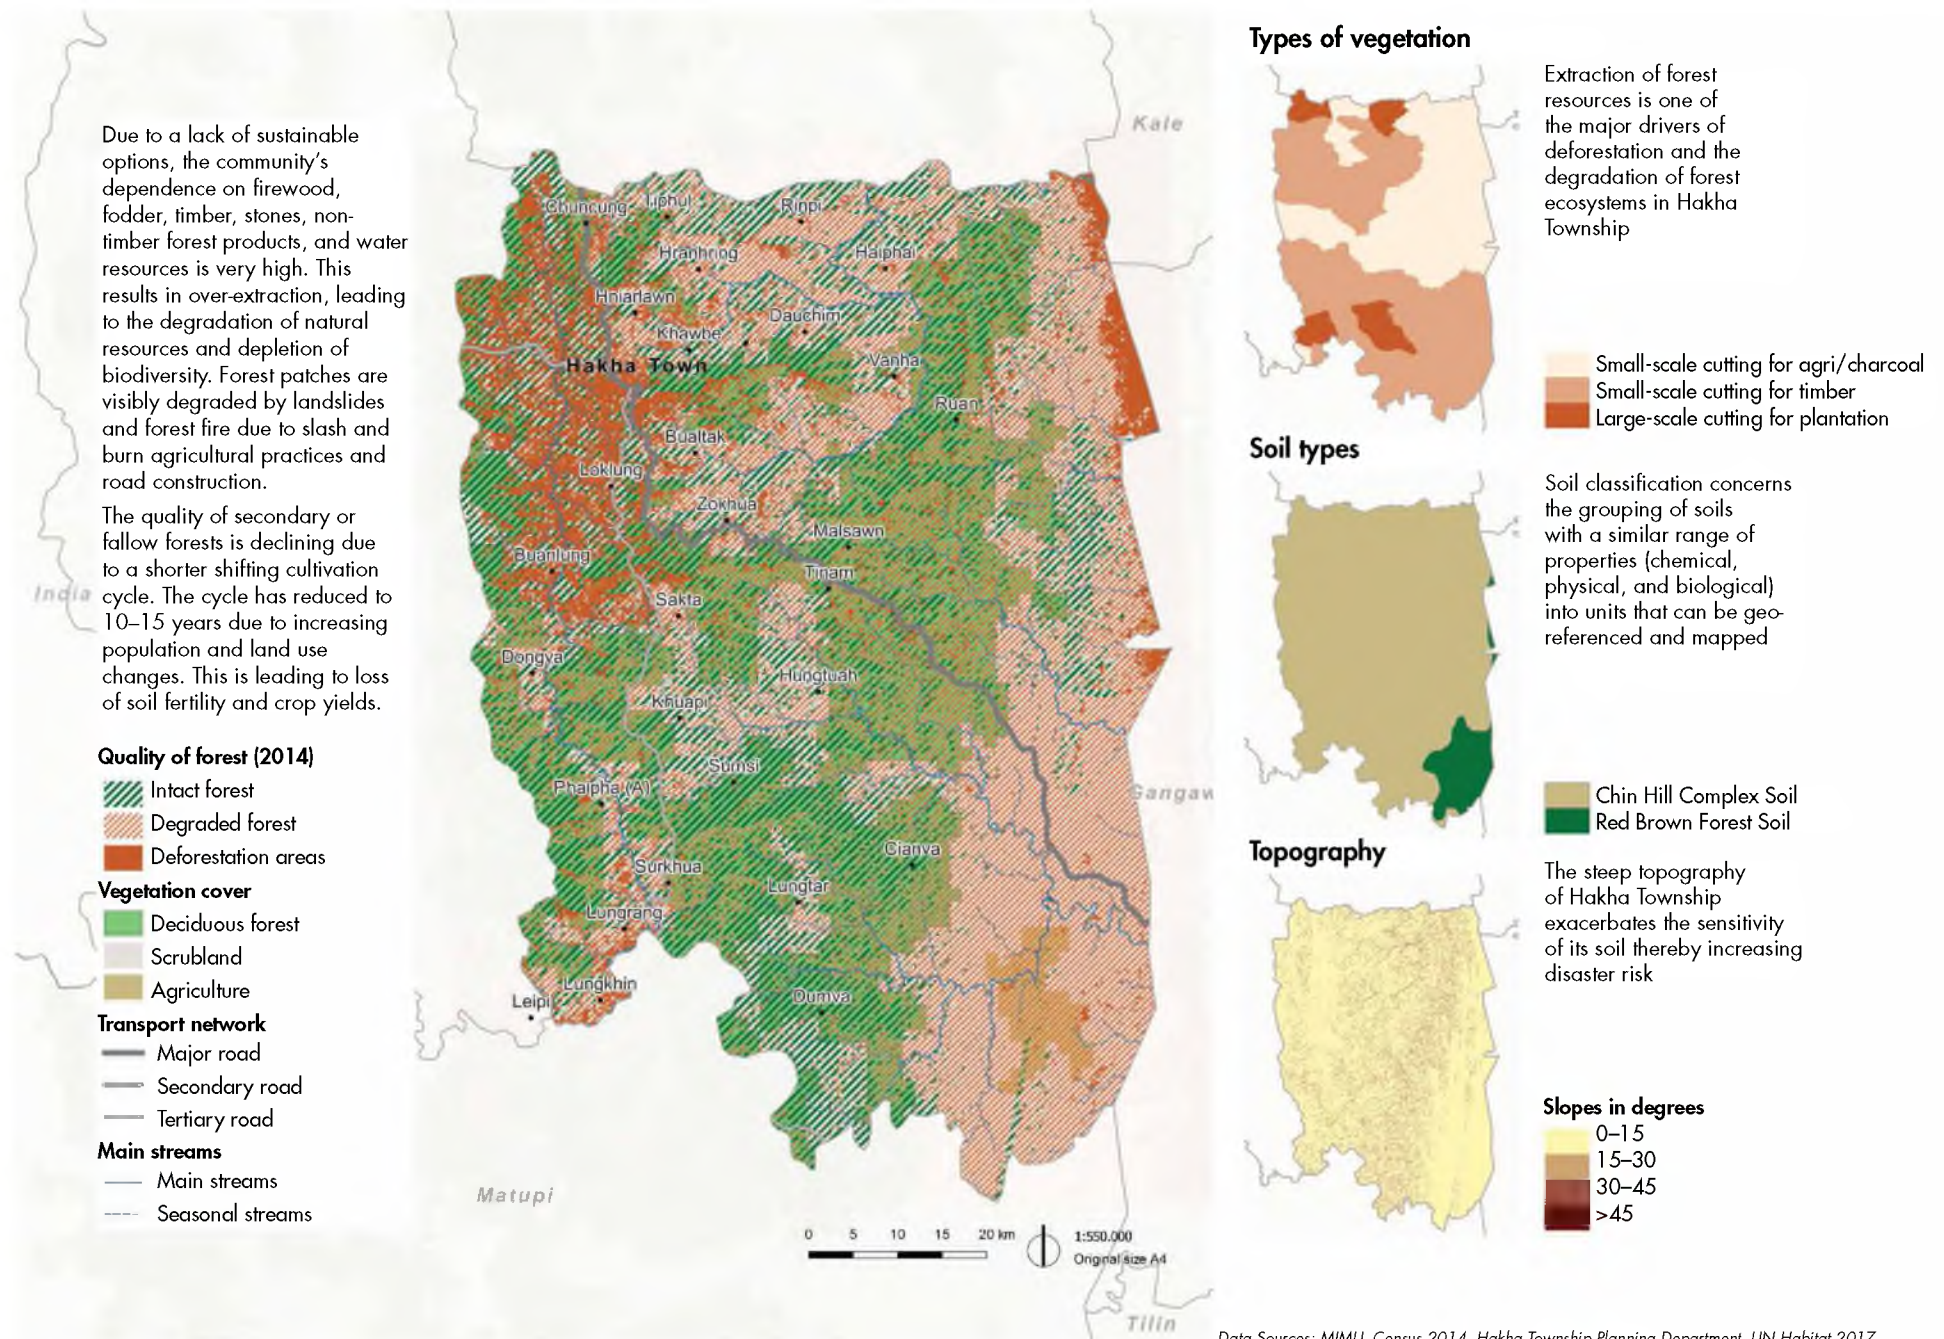 Due to a lack of sustainable
options, the community's
dependence on firewood,
fodder, timber, stones, non-
timber forest products, and water
resources is very high. This
results in over-extraction, leading
to the degradation of natural
resources and depletion of
biodiversity. Forest patches are
visibly degraded by landslides
and forest fire due to slash and
burn agricultural practices and
road construction.
The quality of secondary or
fallow forests is declining due
to a shorter shifting cultivation
cycle. The cycle has reduced to
10–15 years due to increasing
population and land use
changes. This is leading to loss
of soil fertility and crop yields.
India
Quality of forest (2014)
Intact forest
Degraded forest
Deforestation areas
Vegetation cover
Deciduous forest
Scrubland
Agriculture
Transport network
Major road
Secondary road
Tertiary road
Main streams
Main streams
Seasonal streams
Kale
Chuncung
Tiphul
Rinpi
Hranhring
Haiphai
Hniarlawn
Khawbe
Dauchim
Hakha Town
Vanha
Ruan
Bualtak
Loklung
Zokhua
Malsawn
Buanlung
Tinam
Sakta
Dongva
Hungtuah
Khuapi
Sumsi
Phaipha (A)
Gangaw
Cianva
Surkhua
Lungtar
Lungrang
Lungkhin
Leipi
Dumva
Matupi
0 5 10 15 20 km
1:550.000
Original size A4
Tilin
Types of vegetation
Extraction of forest
resources is one of
the major drivers of
deforestation and the
degradation of forest
ecosystems in Hakha
Township
Small-scale cutting for agri/charcoal
Small-scale cutting for timber
Large-scale cutting for plantation
Soil types
Soil classification concerns
the grouping of soils
with a similar range of
properties (chemical,
physical, and biological)
into units that can be geo-
referenced and mapped
Chin Hill Complex Soil
Red Brown Forest Soil
Topography
The steep topography
of Hakha Township
exacerbates the sensitivity
of its soil thereby increasing
disaster risk
Slopes in degrees
0–15
15–30
30–45
>45
Data Sources: MIMU, Census 2014, Hakha Township Planning Department, UN Habitat 2017